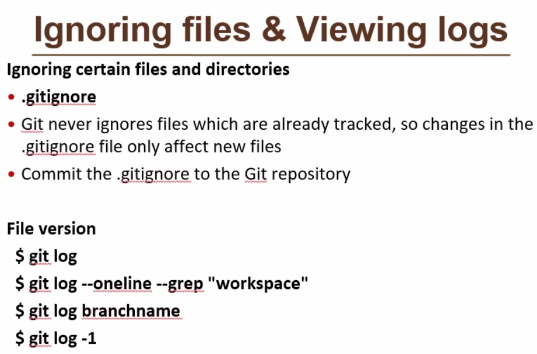 Ignoring files & Viewing logs
Ignoring certain files and directories
• .gitignore
• Git never ignores files which are already tracked, so changes in the
.gitignore file only affect new files
• Commit the .gitignore to the Git repository
File version
$ git log
$ git log --oneline --grep "workspace"
$ git log branchname
$ git log -1